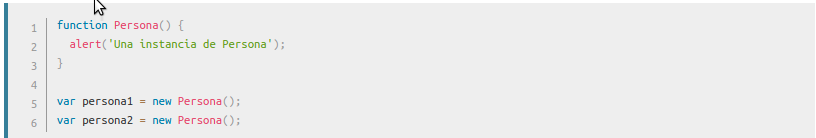 1 function Persona() {
2   alert('Una instancia de Persona');
3 }
4
5 var persona1 = new Persona();
6 var persona2 = new Persona();